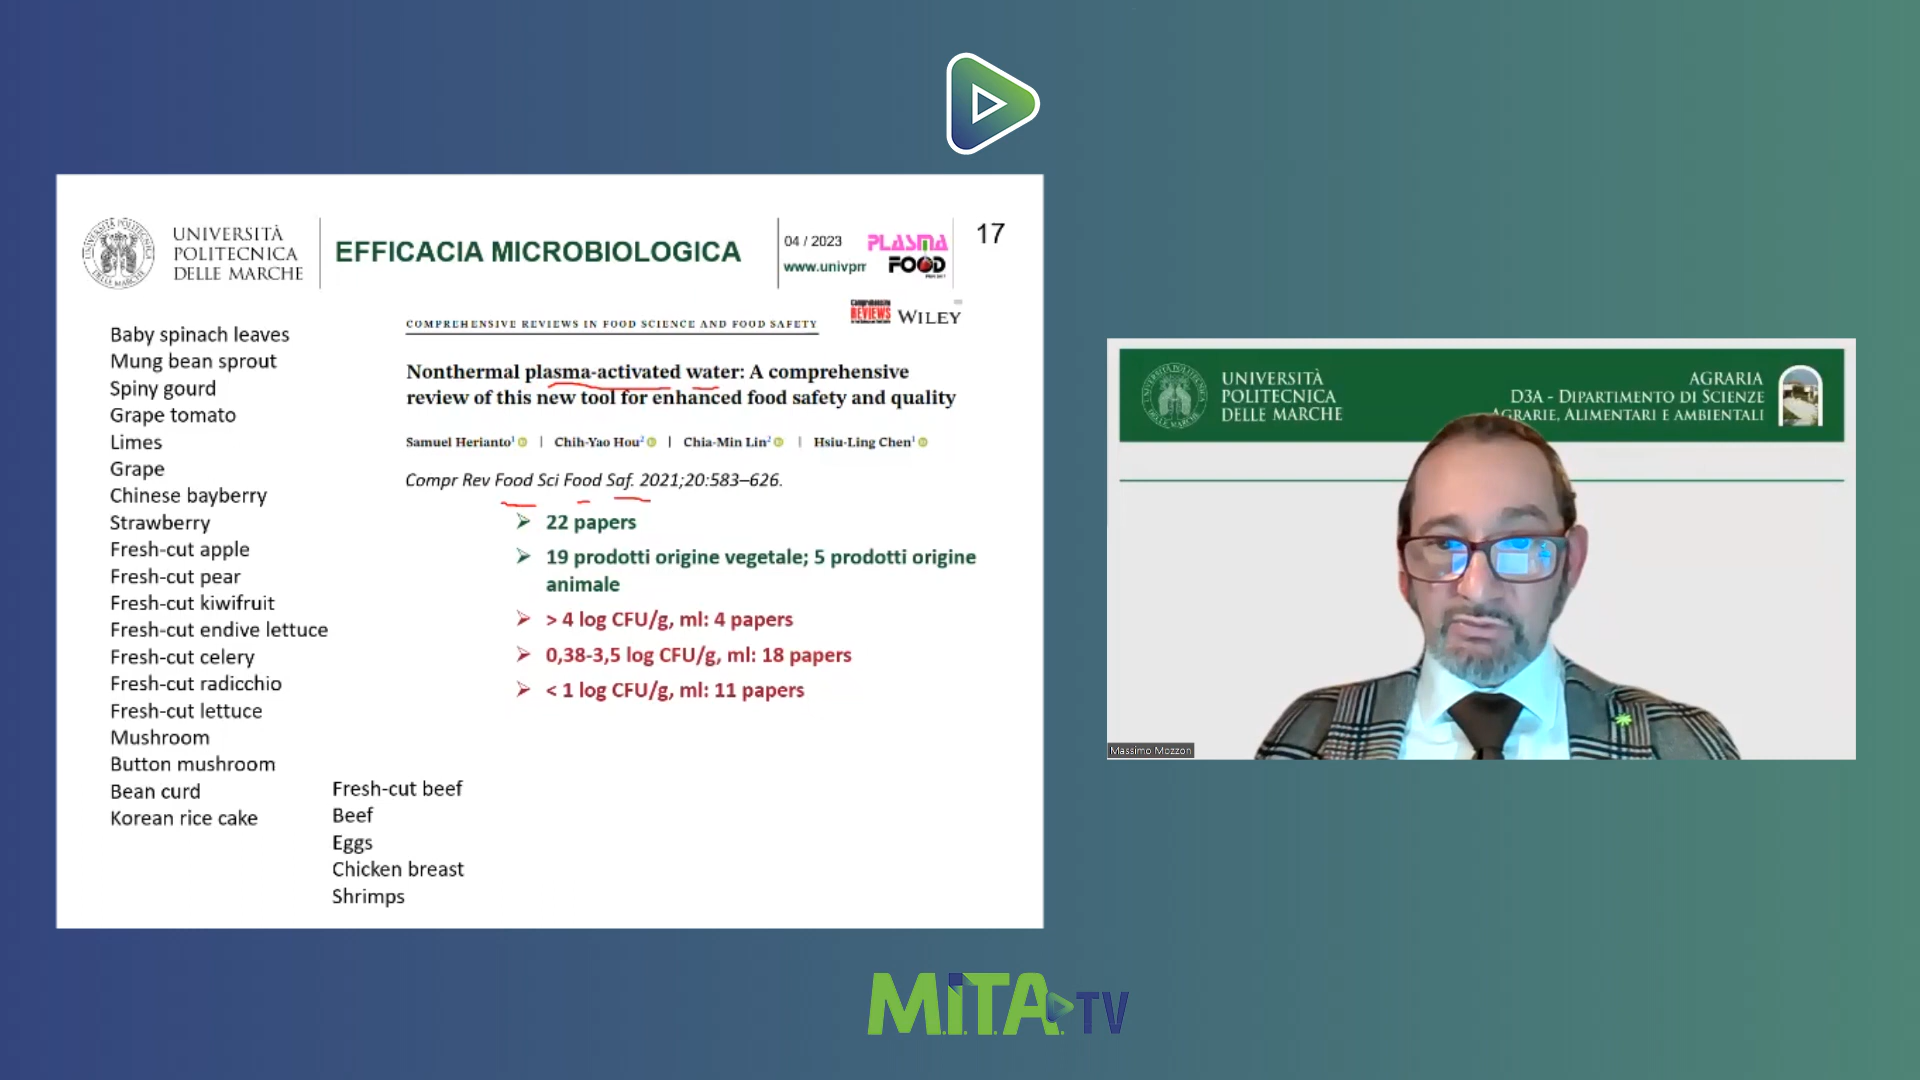 UNIVERSITÀ
POLITECNICA
DELLE MARCHE
EFFICACIA MICROBIOLOGICA
04 / 2023
www.univpm
PLASMA
FOOD
17
COMPREHENSIVE REVIEWS IN FOOD SCIENCE AND FOOD SAFETY
Comprehensive
REVIEWS
WILEY
Nonthermal plasma-activated water: A comprehensive
review of this new tool for enhanced food safety and quality
Samuel Herianto1 | Chih-Yao Hou2 | Chia-Min Lin2 | Hsiu-Ling Chen1
Compr Rev Food Sci Food Saf. 2021;20:583–626.
➢ 22 papers
➢ 19 prodotti origine vegetale; 5 prodotti origine
animale
➢ > 4 log CFU/g, ml: 4 papers
➢ 0,38-3,5 log CFU/g, ml: 18 papers
➢ < 1 log CFU/g, ml: 11 papers
Baby spinach leaves
Mung bean sprout
Spiny gourd
Grape tomato
Limes
Grape
Chinese bayberry
Strawberry
Fresh-cut apple
Fresh-cut pear
Fresh-cut kiwifruit
Fresh-cut endive lettuce
Fresh-cut celery
Fresh-cut radicchio
Fresh-cut lettuce
Mushroom
Button mushroom
Bean curd
Korean rice cake
Fresh-cut beef
Beef
Eggs
Chicken breast
Shrimps
UNIVERSITÀ
POLITECNICA
DELLE MARCHE
AGRARIA
D3A - DIPARTIMENTO DI SCIENZE
AGRARIE, ALIMENTARI E AMBIENTALI
Massimo Mozzon
M.I.T.A. TV